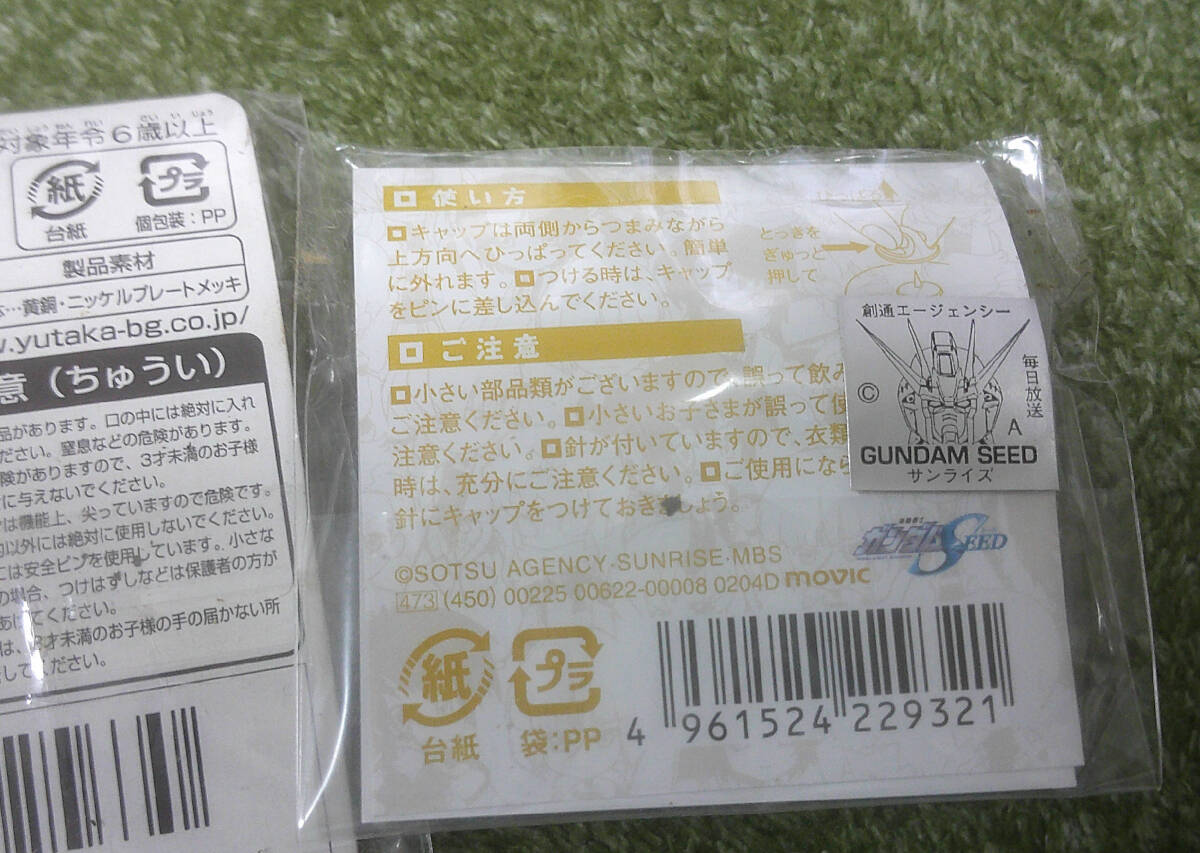 対象年令6歳以上
紙
プラ
台紙
個包装：PP
製品素材
…黄銅・ニッケルプレートメッキ
w.yutaka-bg.co.jp/
意（ちゅうい）
品があります。口の中には絶対に入れ
ださい。窒息などの危険があります。
険がありますので、3才未満のお子様
に与えないでください。
は機能上、尖っていますので危険です。
的以外には絶対に使用しないでください。
には安全ピンを使用しています。小さな
の場合、つけはずしなどは保護者の方が
あげてください。
は、3才未満のお子様の手の届かない所
してください。
使い方
キャップは両側からつまみながら
上方向へひっぱってください。簡単
に外れます。つける時は、キャップ
をピンに差し込んでください。
とっきを
ぎゅっと
押して
ご注意
小さい部品類がございますので、誤って飲み
ご注意ください。小さいお子さまが誤って使
注意ください。針が付いていますので、衣類
時は、充分にご注意ください。ご使用になら
針にキャップをつけておきましょう。
創通エージェンシー
毎日放送
©
A
GUNDAM SEED
サンライズ
ガンダムSEED
©SOTSU AGENCY・SUNRISE・MBS
473 (450) 00225 00622-00008 0204D movic
紙
プラ
台紙
袋：PP
4 961524 229321